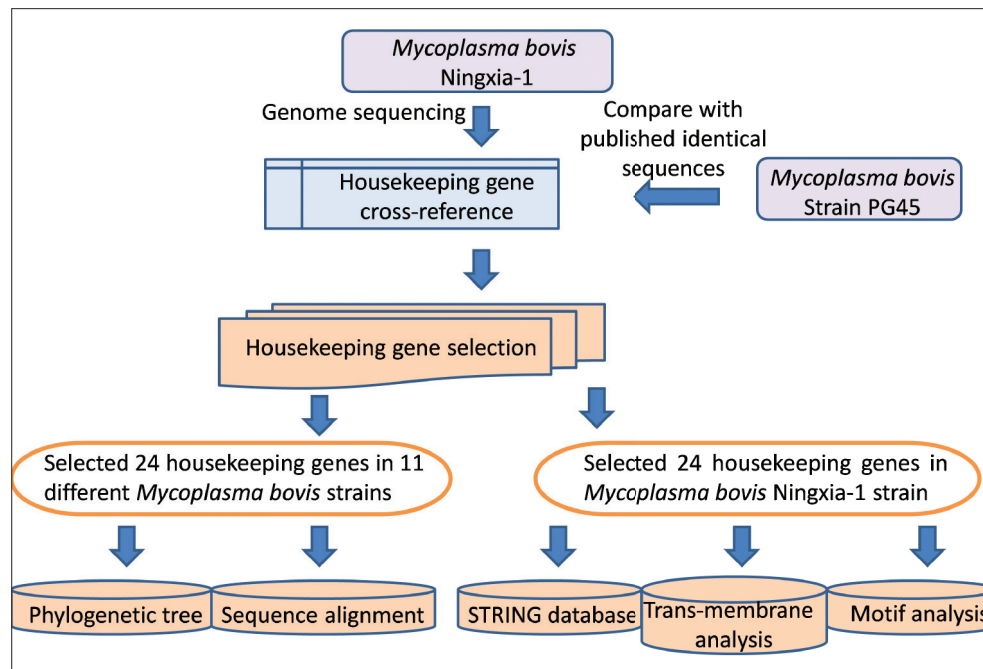 Mycoplasma bovis
Ningxia-1
Genome sequencing
Compare with
published identical
sequences
Mycoplasma bovis
Strain PG45
Housekeeping gene
cross-reference
Housekeeping gene selection
Selected 24 housekeeping genes in 11
different Mycoplasma bovis strains
Selected 24 housekeeping genes in
Mycoplasma bovis Ningxia-1 strain
Phylogenetic tree
Sequence alignment
STRING database
Trans-membrane
analysis
Motif analysis